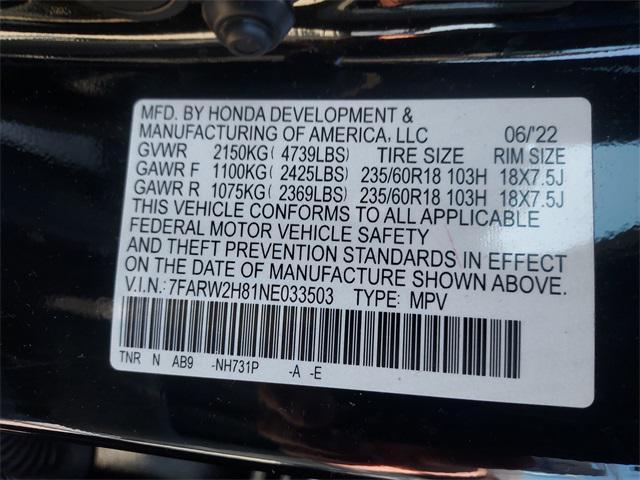 MFD. BY HONDA DEVELOPMENT &
MANUFACTURING OF AMERICA, LLC 06/'22
GVWR 2150KG( 4739LBS) TIRE SIZE RIM SIZE
GAWR F 1100KG( 2425LBS) 235/60R18 103H 18X7.5J
GAWR R 1075KG( 2369LBS) 235/60R18 103H 18X7.5J
THIS VEHICLE CONFORMS TO ALL APPLICABLE
FEDERAL MOTOR VEHICLE SAFETY
AND THEFT PREVENTION STANDARDS IN EFFECT
ON THE DATE OF MANUFACTURE SHOWN ABOVE.
V.I.N.:7FARW2H81NE033503 TYPE: MPV
TNR N AB9 -NH731P -A -E